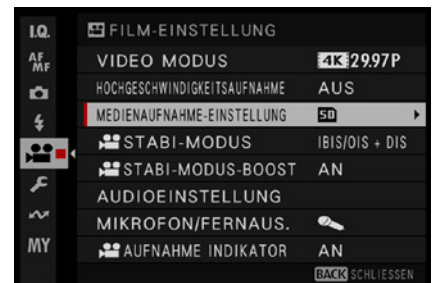 I.Q.
FILM-EINSTELLUNG
AF
MF
VIDEO MODUS 4K 29.97P
HOCHGESCHWINDIGKEITSAUFNAHME AUS
MEDIENAUFNAHME-EINSTELLUNG SD
STABI-MODUS IBIS/OIS + DIS
STABI-MODUS-BOOST AN
AUDIOEINSTELLUNG
MIKROFON/FERNAUS.
MY
AUFNAHME INDIKATOR AN
BACK SCHLIESSEN